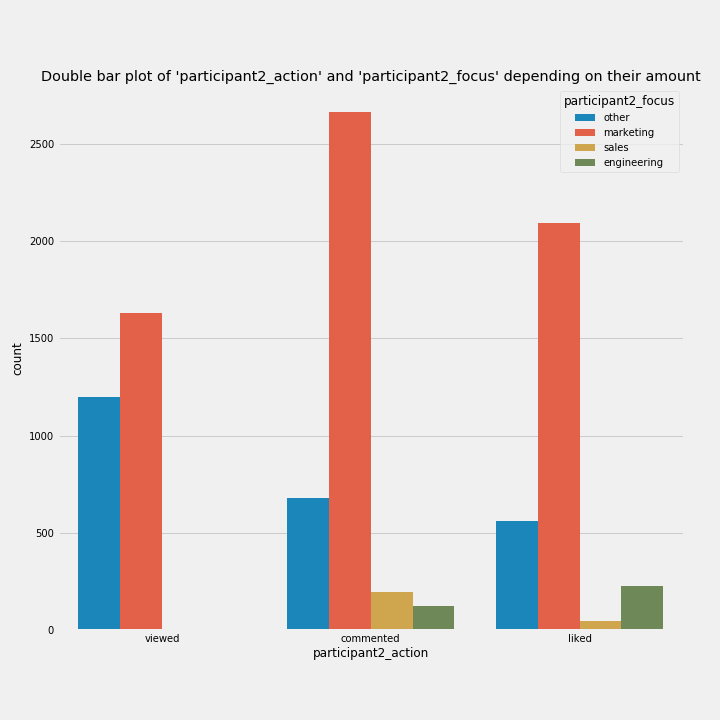 Double bar plot of 'participant2_action' and 'participant2_focus' depending on their amount
participant2_focus
other
marketing
sales
engineering
2500
2000
1500
1000
500
0
count
viewed
commented
liked
participant2_action